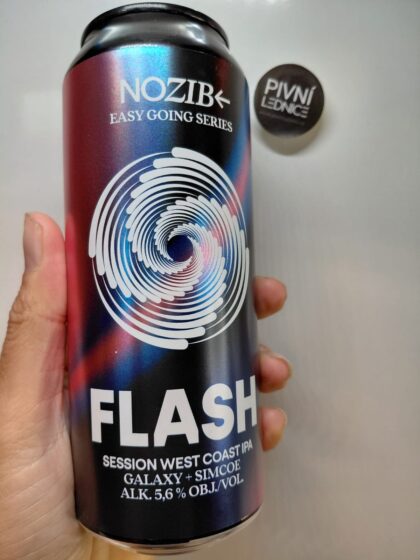 NOZIB
EASY GOING SERIES
PIVNÍ
LEDNICE
FLASH
SESSION WEST COAST IPA
GALAXY + SIMCOE
ALK. 5,6 % OBJ./VOL.